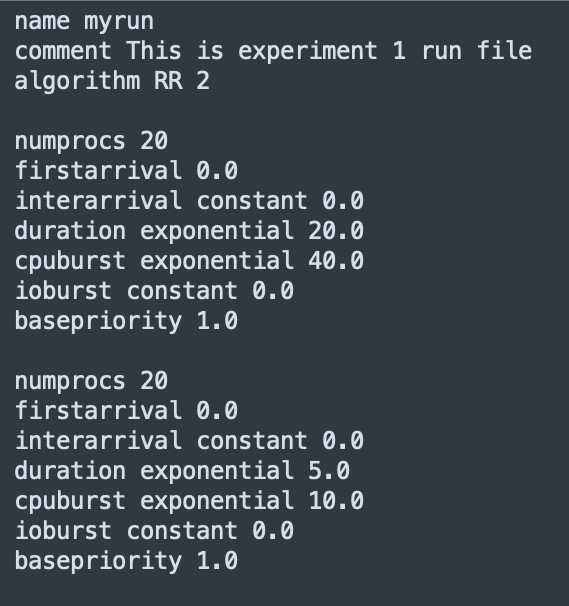 name myrun
comment This is experiment 1 run file
algorithm RR 2
numprocs 20
firstarrival 0.0
interarrival constant 0.0
duration exponential 20.0
cpuburst exponential 40.0
ioburst constant 0.0
basepriority 1.0
numprocs 20
firstarrival 0.0
interarrival constant 0.0
duration exponential 5.0
cpuburst exponential 10.0
ioburst constant 0.0
basepriority 1.0